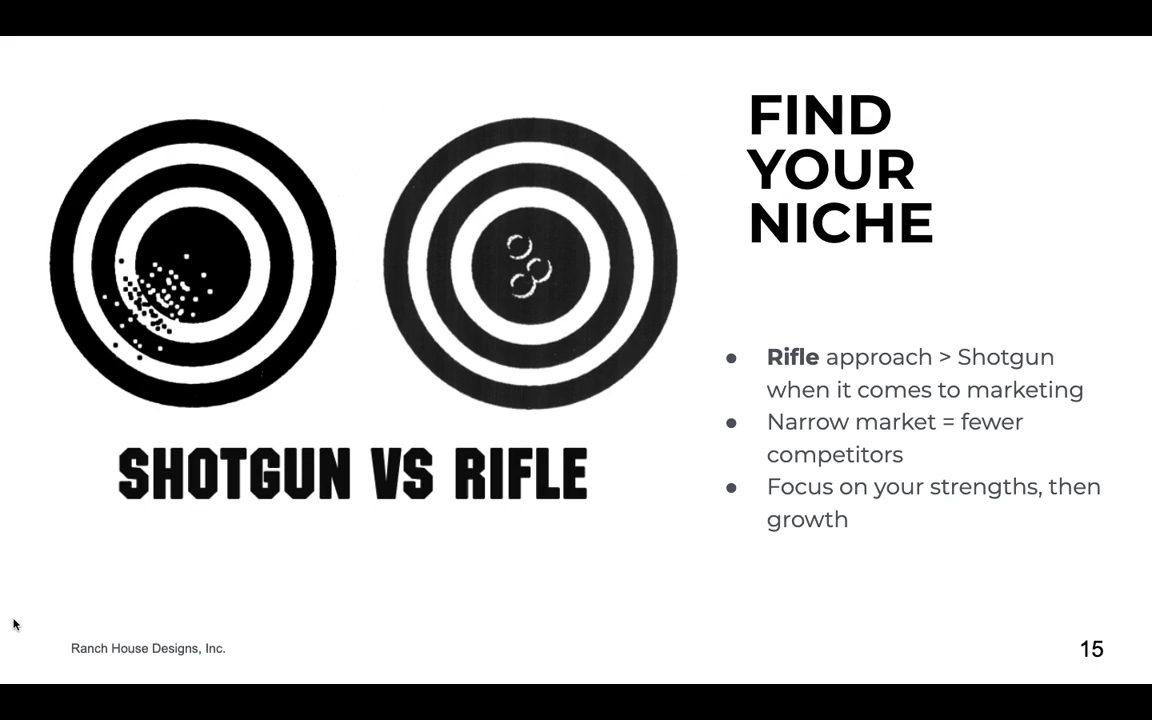 SHOTGUN VS RIFLE
FIND
YOUR
NICHE
● Rifle approach > Shotgun
when it comes to marketing
● Narrow market = fewer
competitors
● Focus on your strengths, then
growth
Ranch House Designs, Inc.
15